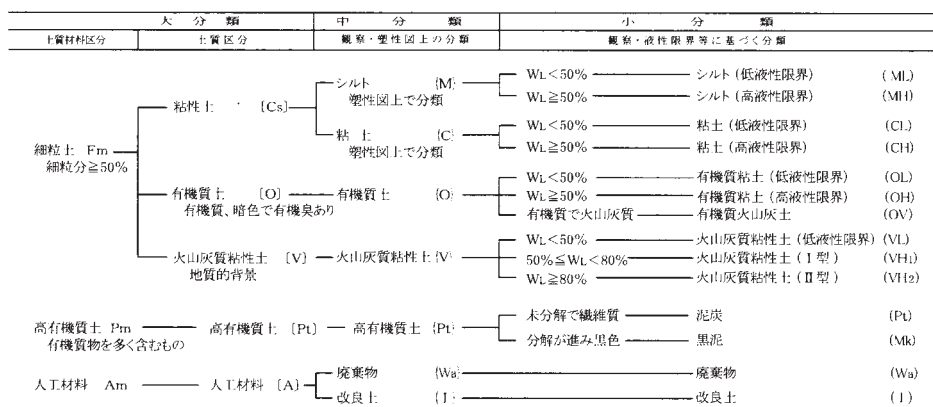 大分類 中分類 小分類
土質材料区分 土質区分 観察・塑性図上の分類 観察・液性限界等に基づく分類
WL<50% シルト(低液性限界) (ML)
シルト {M}
塑性図上で分類
WL≧50% シルト(高液性限界) (MH)
粘性土 [Cs]
WL<50% 粘土(低液性限界) (CL)
粘土 {C}
塑性図上で分類
WL≧50% 粘土(高液性限界) (CH)
細粒土 Fm
細粒分≧50%
WL<50% 有機質粘土(低液性限界) (OL)
有機質土 [O] 有機質土 {O} WL≧50% 有機質粘土(高液性限界) (OH)
有機質、暗色で有機臭あり
有機質で火山灰質 有機質火山灰土 (OV)
WL<50% 火山灰質粘性土(低液性限界) (VL)
火山灰質粘性土 [V] 火山灰質粘性土 {V} 50%≦WL<80% 火山灰質粘性土(Ⅰ型) (VH1)
地質的背景
WL≧80% 火山灰質粘性土(Ⅱ型) (VH2)
未分解で繊維質 泥炭 (Pt)
高有機質土 Pm 高有機質土 [Pt] 高有機質土 {Pt}
有機質物を多く含むもの
分解が進み黒色 黒泥 (Mk)
廃棄物 {Wa} 廃棄物 (Wa)
人工材料 Am 人工材料 [A]
改良土 {I} 改良土 (I)